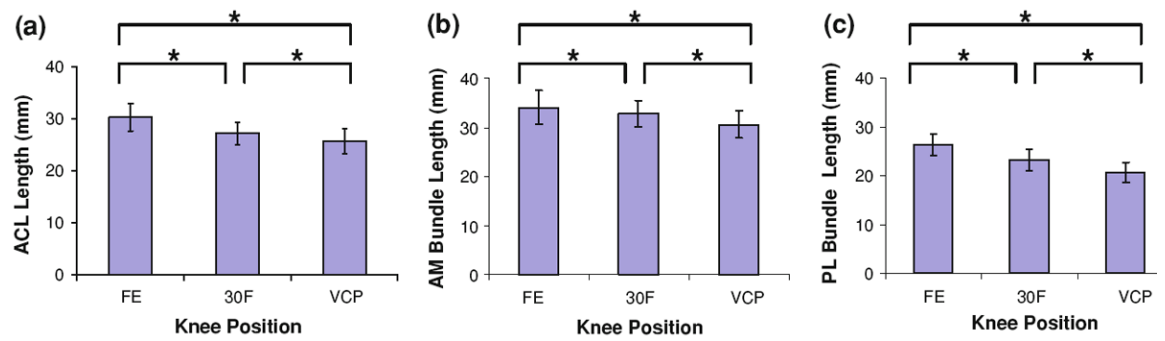 (a)
*
*
*
ACL Length (mm)
40
30
20
10
0
FE
30F
VCP
Knee Position
(b)
*
*
*
AM Bundle Length (mm)
40
30
20
10
0
FE
30F
VCP
Knee Position
(c)
*
*
*
PL Bundle Length (mm)
40
30
20
10
0
FE
30F
VCP
Knee Position